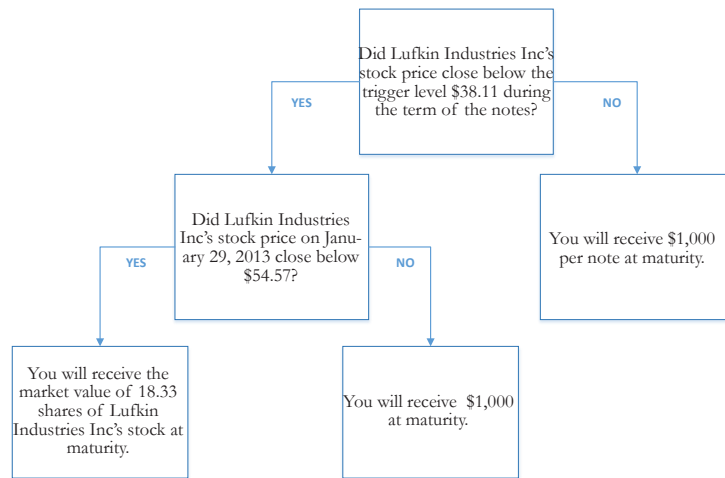 Did Lufkin Industries Inc's
stock price close below the
trigger level $38.11 during
the term of the notes?
YES
NO
Did Lufkin Industries
Inc's stock price on Janu-
ary 29, 2013 close below
$54.57?
You will receive $1,000
per note at maturity.
YES
NO
You will receive the
market value of 18.33
shares of Lufkin
Industries Inc's stock at
maturity.
You will receive $1,000
at maturity.